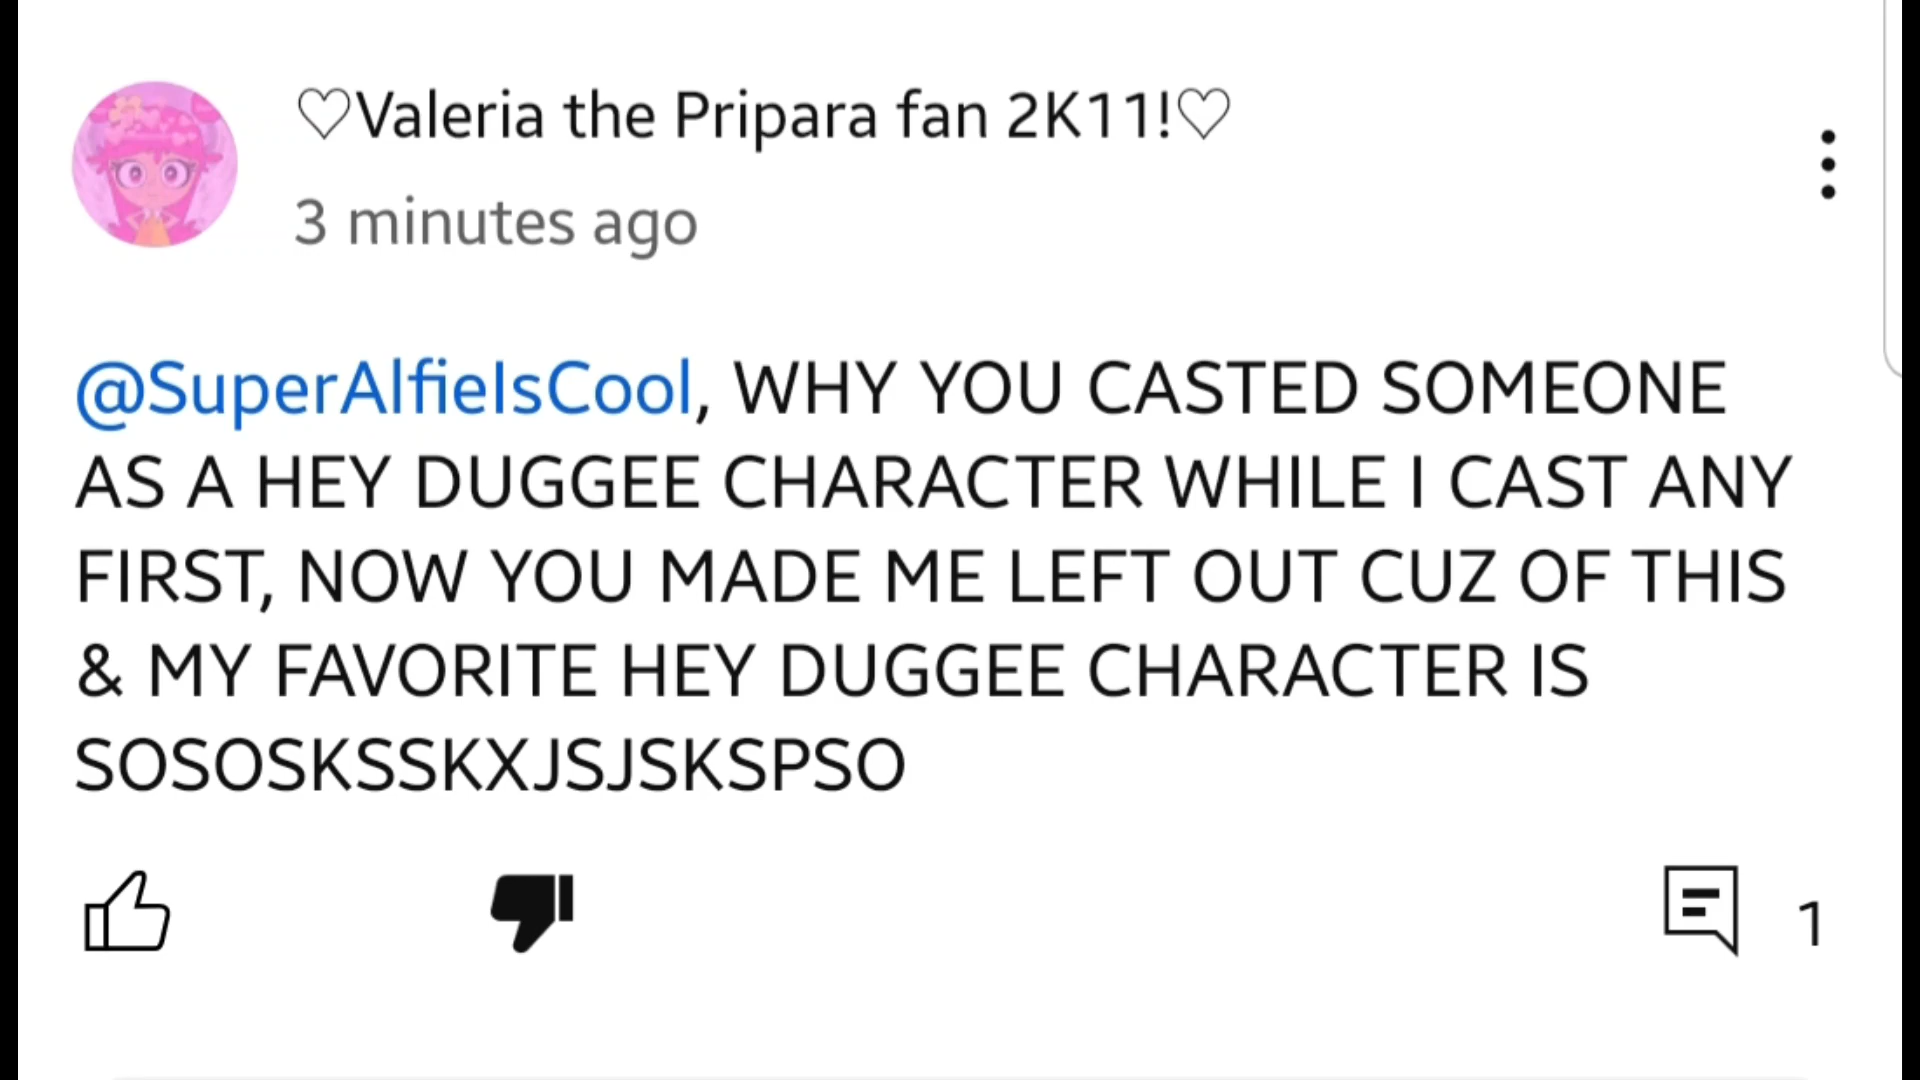 ♡Valeria the Pripara fan 2K11!♡
3 minutes ago
@SuperAlfieIsCool, WHY YOU CASTED SOMEONE
AS A HEY DUGGEE CHARACTER WHILE I CAST ANY
FIRST, NOW YOU MADE ME LEFT OUT CUZ OF THIS
& MY FAVORITE HEY DUGGEE CHARACTER IS
SOSOSKSSKXJSJSKSPSO
1